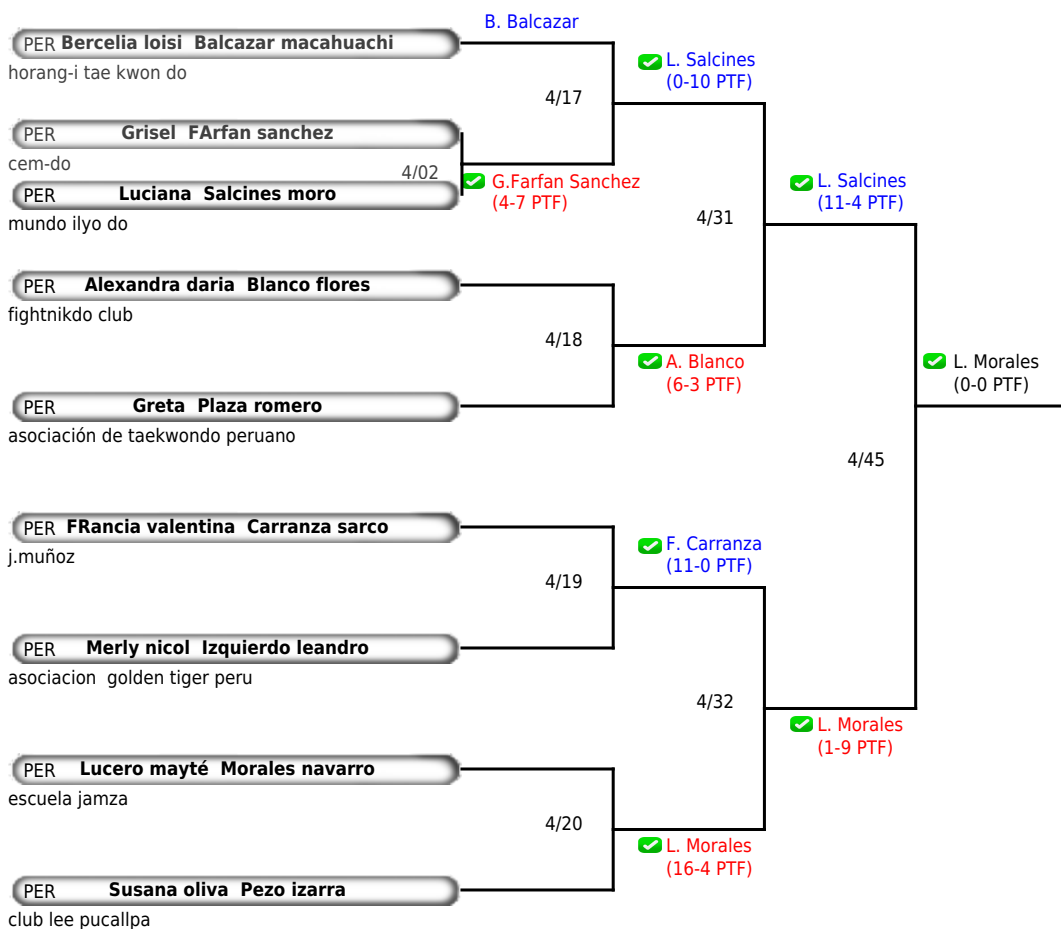 B. Balcazar
PER Bercelia loisi Balcazar macahuachi
horang-i tae kwon do
L. Salcines
(0-10 PTF)
4/17
PER Grisel FArfan sanchez
cem-do
4/02
G.Farfan Sanchez
(4-7 PTF)
PER Luciana Salcines moro
mundo ilyo do
L. Salcines
(11-4 PTF)
4/31
PER Alexandra daria Blanco flores
fightnikdo club
4/18
A. Blanco
(6-3 PTF)
L. Morales
(0-0 PTF)
PER Greta Plaza romero
asociación de taekwondo peruano
4/45
PER FRancia valentina Carranza sarco
j.muñoz
F. Carranza
(11-0 PTF)
4/19
PER Merly nicol Izquierdo leandro
asociacion golden tiger peru
4/32
L. Morales
(1-9 PTF)
PER Lucero mayté Morales navarro
escuela jamza
4/20
L. Morales
(16-4 PTF)
PER Susana oliva Pezo izarra
club lee pucallpa